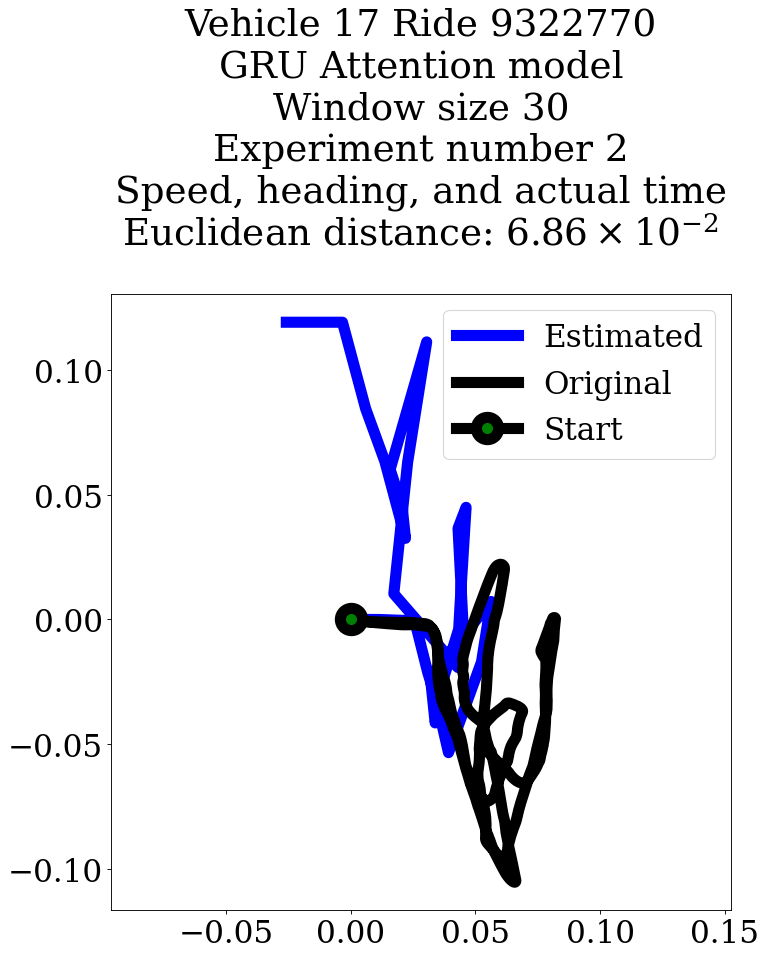 Vehicle 17 Ride 9322770
GRU Attention model
Window size 30
Experiment number 2
Speed, heading, and actual time
Euclidean distance: 6.86 × 10⁻²
Estimated
Original
Start
0.10
0.05
0.00
−0.05
−0.10
−0.05 0.00 0.05 0.10 0.15